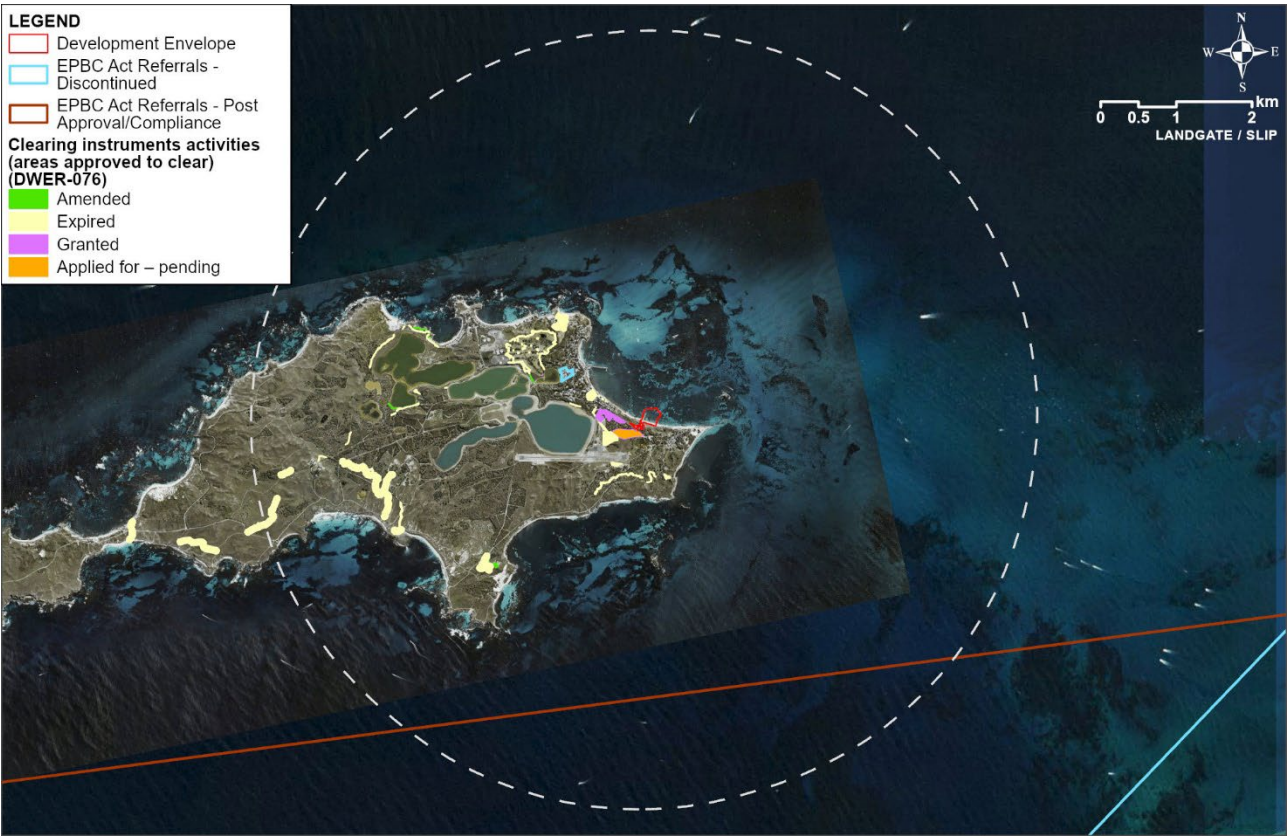 LEGEND
Development Envelope
EPBC Act Referrals -
Discontinued
EPBC Act Referrals - Post
Approval/Compliance
Clearing instruments activities
(areas approved to clear)
(DWER-076)
Amended
Expired
Granted
Applied for – pending
N
W E
S
km
0 0.5 1 2
LANDGATE / SLIP